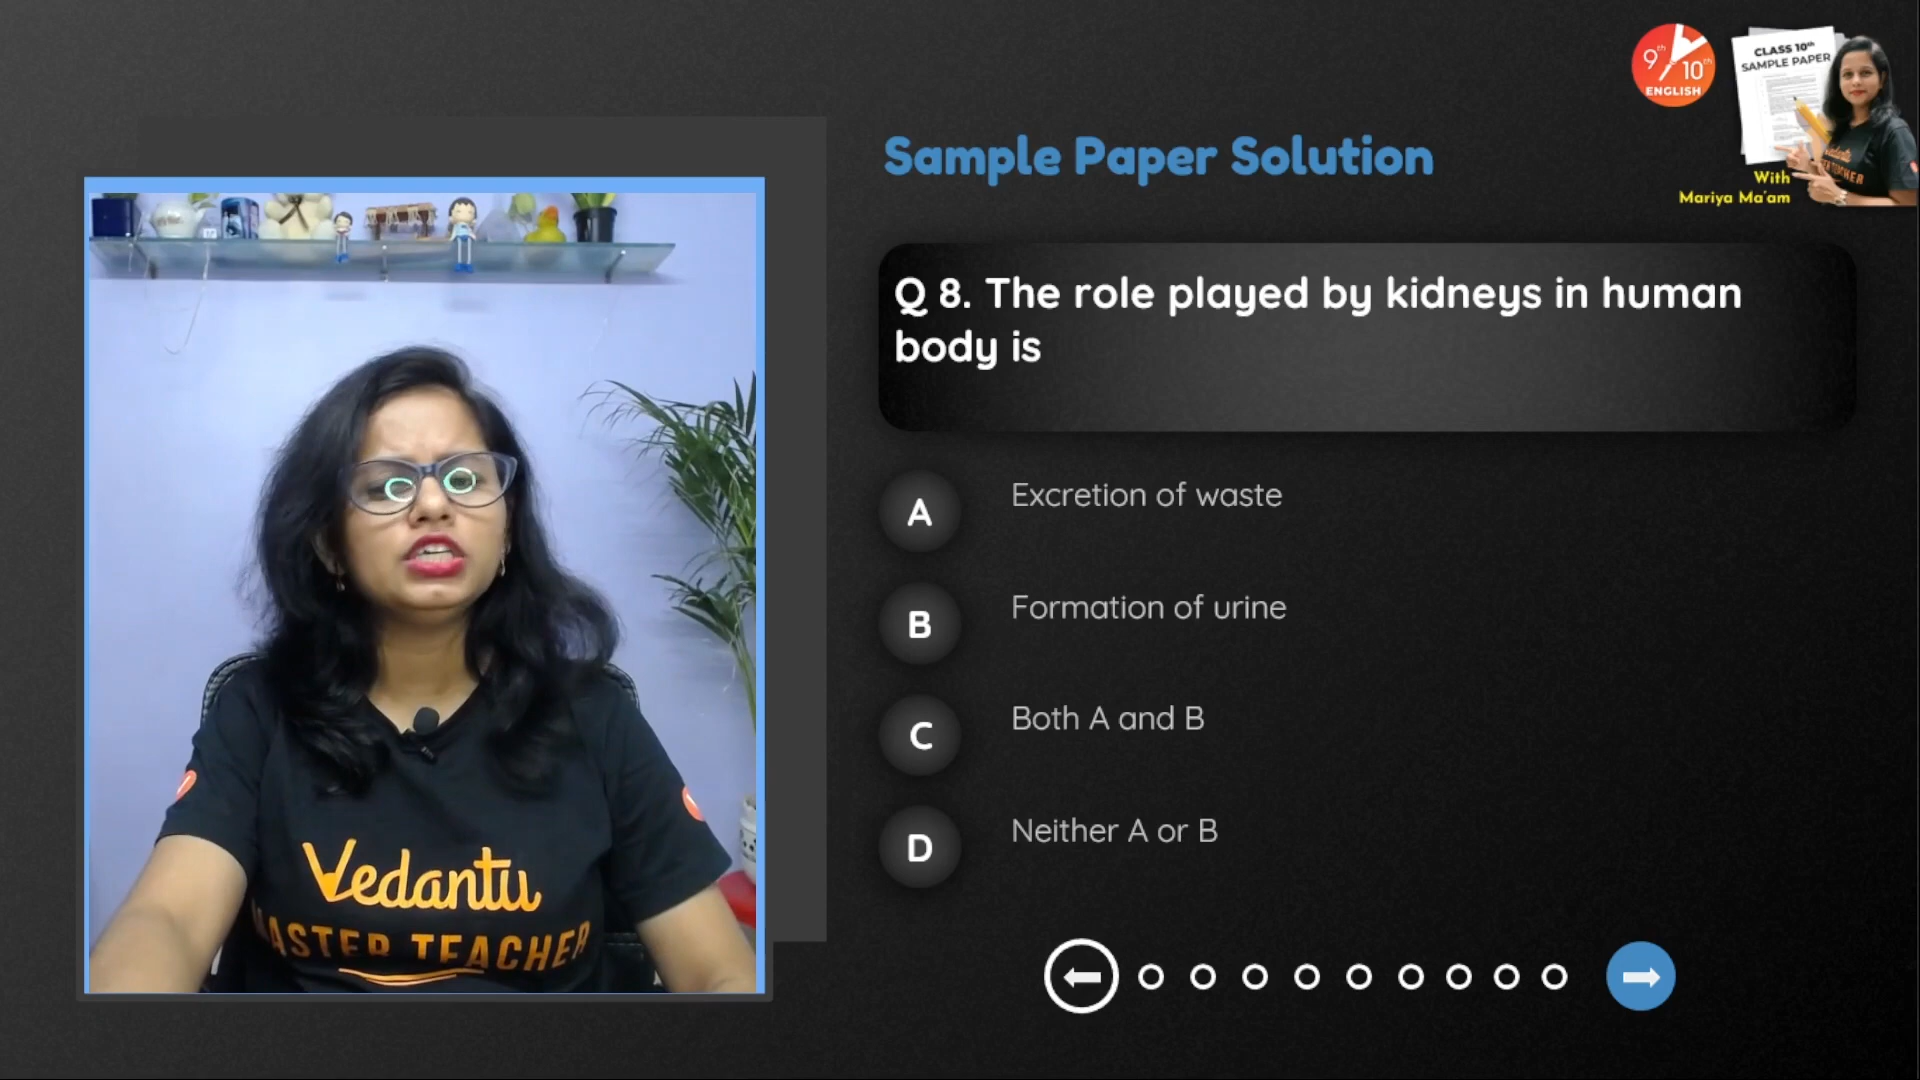 9th
10th
ENGLISH
CLASS 10th
SAMPLE PAPER
With
Mariya Ma'am
Sample Paper Solution
Q 8. The role played by kidneys in human
body is
A Excretion of waste
B Formation of urine
C Both A and B
D Neither A or B
Vedantu
MASTER TEACHER